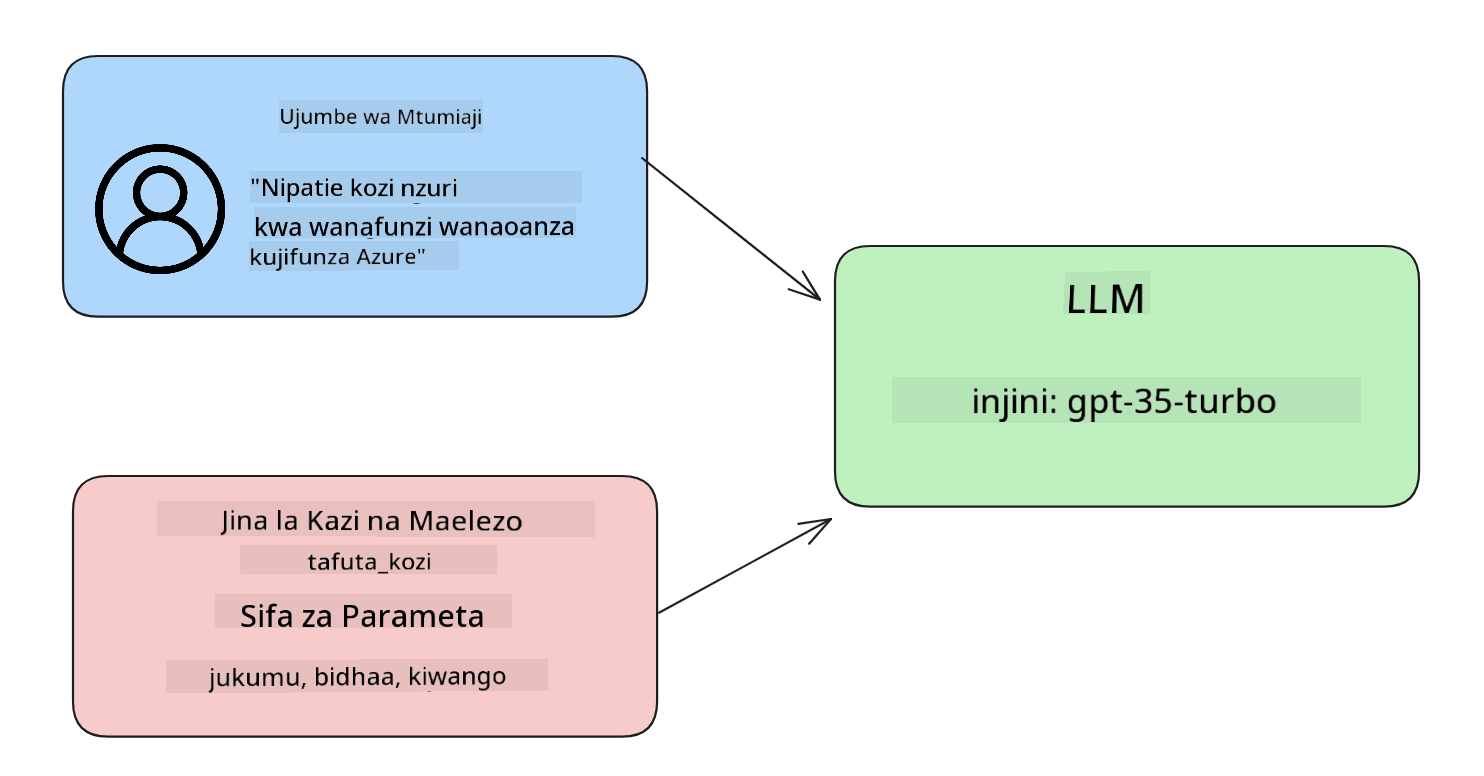 Ujumbe wa Mtumiaji
"Nipatie kozi nzuri
kwa wanafunzi wanaoanza
kujifunza Azure"
LLM
injini: gpt-35-turbo
Jina la Kazi na Maelezo
tafuta_kozi
Sifa za Parameta
jukumu, bidhaa, kiwango